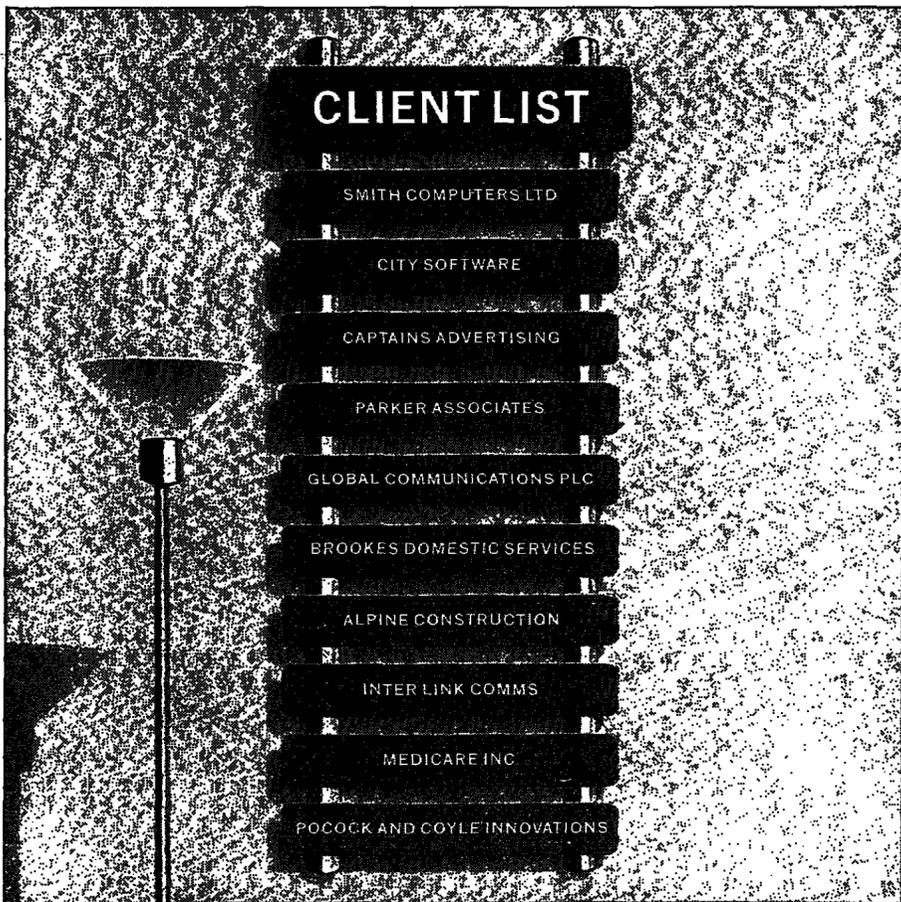 CLIENT LIST
SMITH COMPUTERS LTD
CITY SOFTWARE
CAPTAINS ADVERTISING
PARKER ASSOCIATES
GLOBAL COMMUNICATIONS PLC
BROOKES DOMESTIC SERVICES
ALPINE CONSTRUCTION
INTER LINK COMMS
MEDICARE INC
POCOCK AND COYLE INNOVATIONS